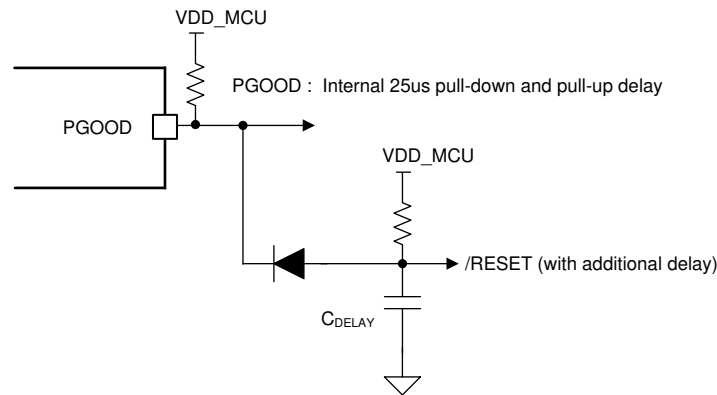 VDD_MCU
PGOOD : Internal 25us pull-down and pull-up delay
PGOOD
VDD_MCU
/RESET (with additional delay)
CDELAY